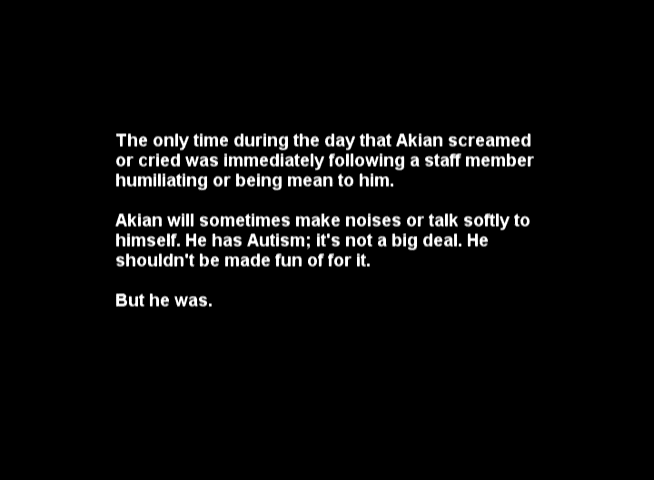 The only time during the day that Akian screamed
or cried was immediately following a staff member
humiliating or being mean to him.
Akian will sometimes make noises or talk softly to
himself. He has Autism; it's not a big deal. He
shouldn't be made fun of for it.
But he was.